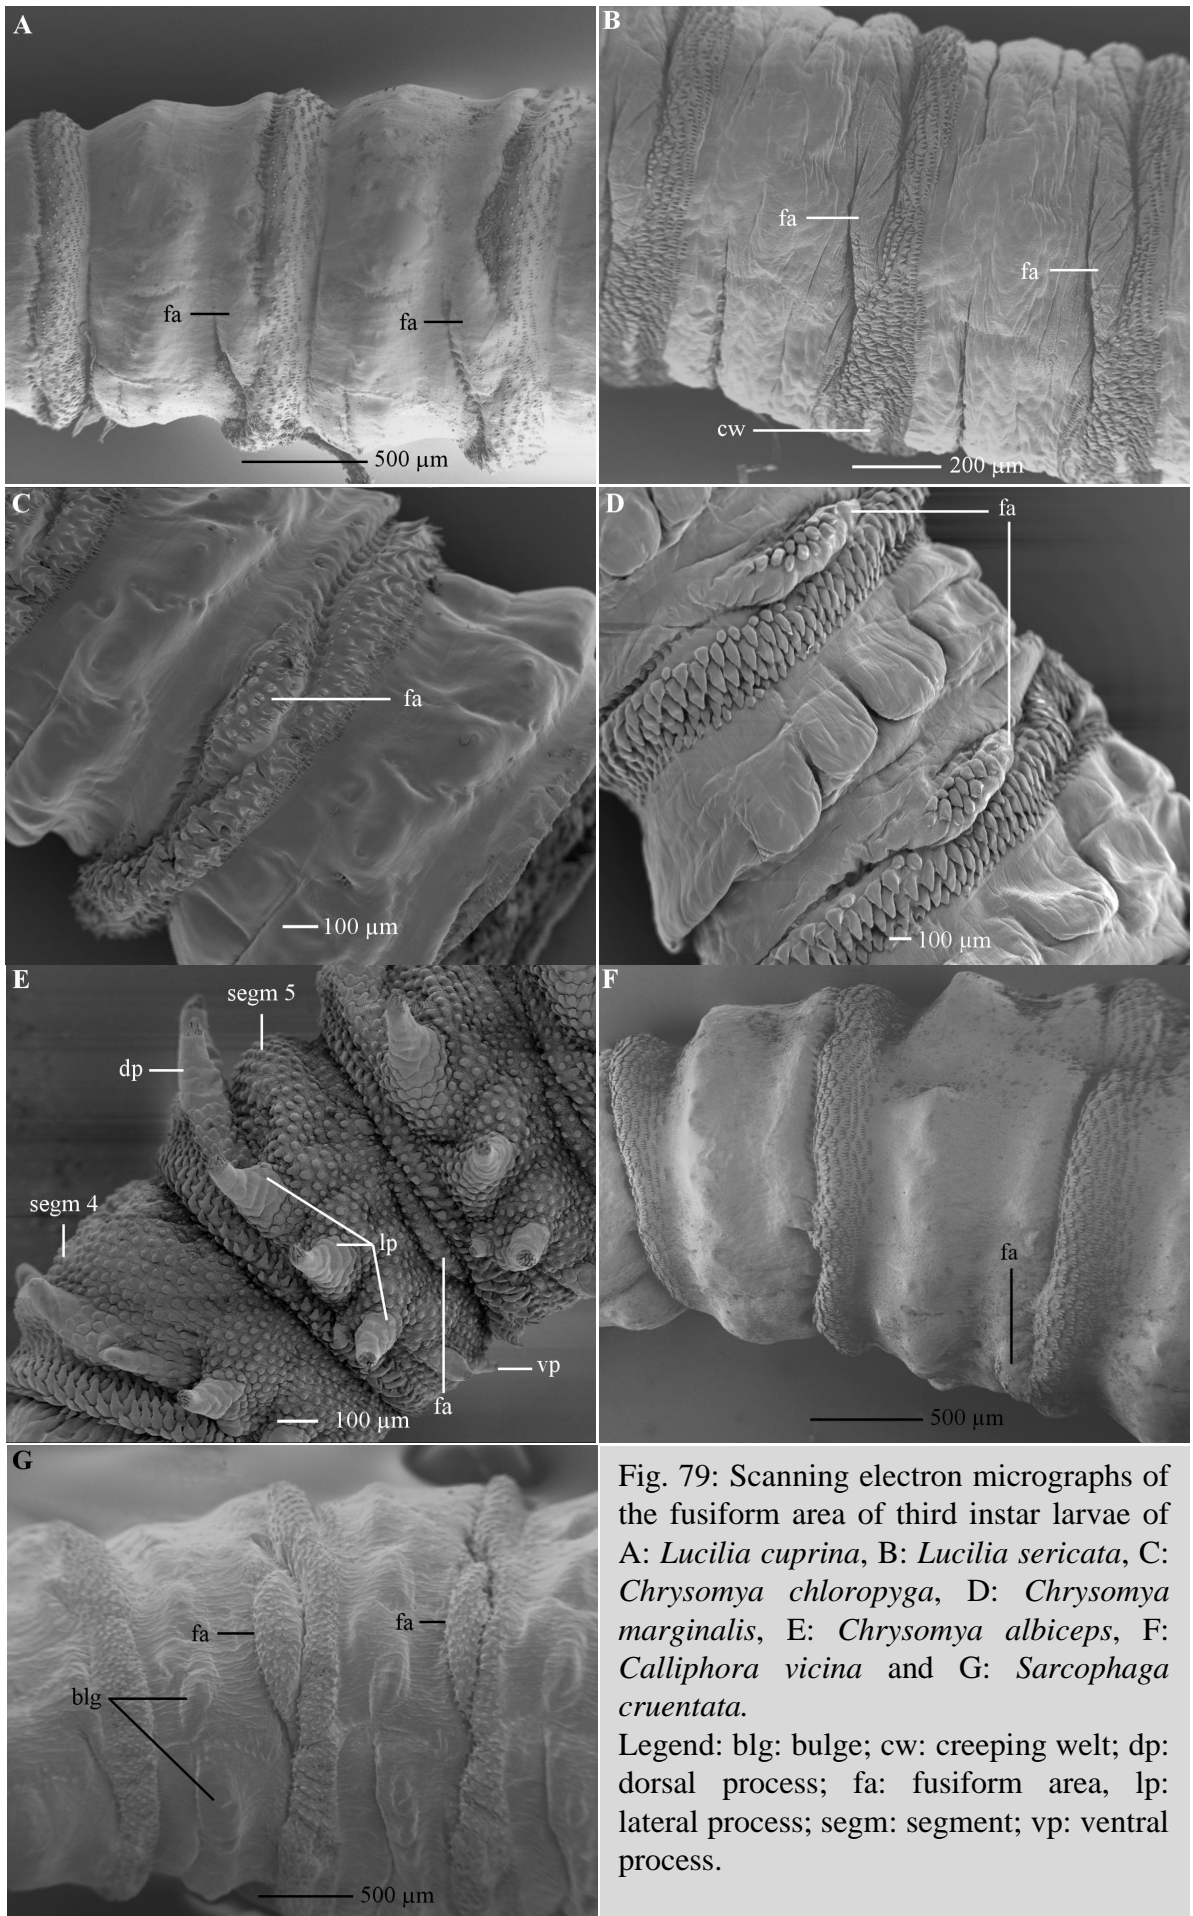 A
fa
fa
500 µm
B
fa
fa
cw
200 µm
C
fa
100 µm
D
fa
100 µm
E
segm 5
dp
segm 4
lp
vp
fa
100 µm
F
fa
500 µm
G
fa
fa
blg
500 µm
Fig. 79: Scanning electron micrographs of
the fusiform area of third instar larvae of
A: Lucilia cuprina, B: Lucilia sericata, C:
Chrysomya chloropyga, D: Chrysomya
marginalis, E: Chrysomya albiceps, F:
Calliphora vicina and G: Sarcophaga
cruentata.
Legend: blg: bulge; cw: creeping welt; dp:
dorsal process; fa: fusiform area, lp:
lateral process; segm: segment; vp: ventral
process.